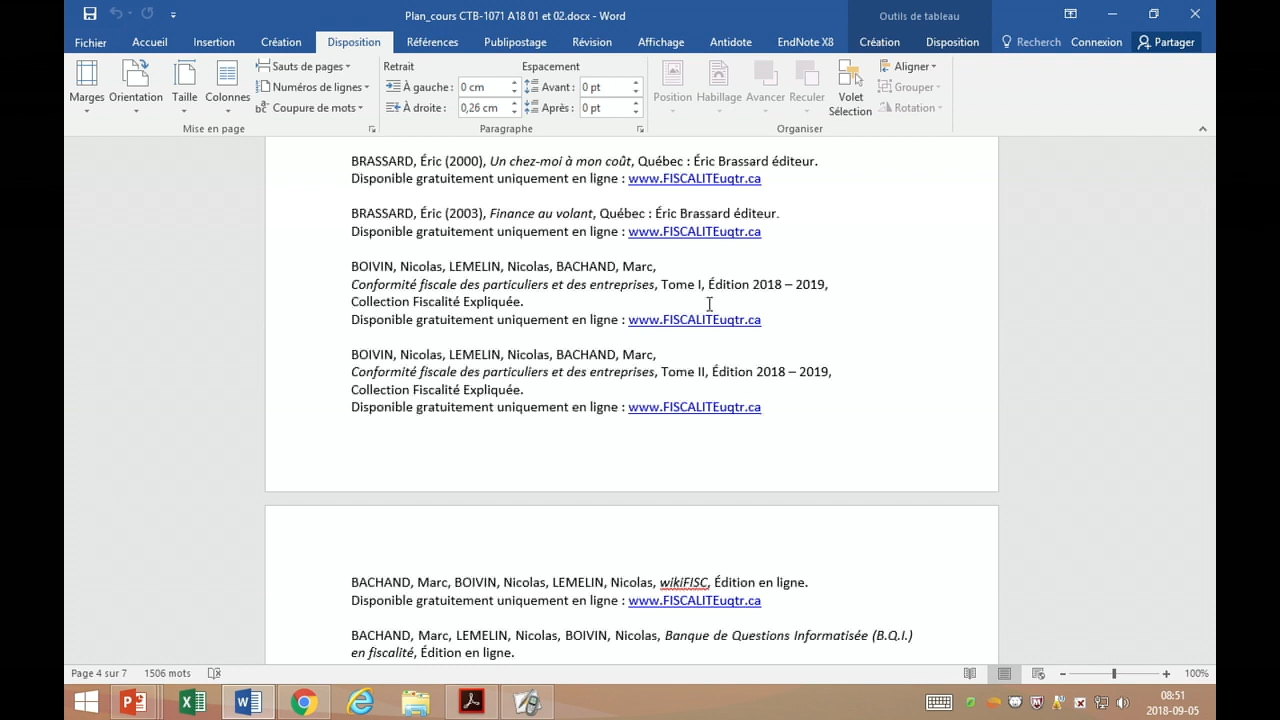 Plan_cours CTB-1071 A18 01 et 02.docx - Word
Outils de tableau
Fichier Accueil Insertion Création Disposition Références Publipostage Révision Affichage Antidote EndNote X8 Création Disposition Recherch Connexion Partager
Marges Orientation Taille Colonnes
Sauts de pages
Numéros de lignes
Coupure de mots
Mise en page
Retrait Espacement
À gauche : 0 cm Avant : 0 pt
À droite : 0,26 cm Après : 0 pt
Paragraphe
Position Habillage Avancer Reculer Volet Sélection
Aligner
Grouper
Rotation
Organiser
BRASSARD, Éric (2000), Un chez-moi à mon coût, Québec : Éric Brassard éditeur.
Disponible gratuitement uniquement en ligne : www.FISCALITEuqtr.ca
BRASSARD, Éric (2003), Finance au volant, Québec : Éric Brassard éditeur.
Disponible gratuitement uniquement en ligne : www.FISCALITEuqtr.ca
BOIVIN, Nicolas, LEMELIN, Nicolas, BACHAND, Marc,
Conformité fiscale des particuliers et des entreprises, Tome I, Édition 2018 – 2019,
Collection Fiscalité Expliquée.
Disponible gratuitement uniquement en ligne : www.FISCALITEuqtr.ca
BOIVIN, Nicolas, LEMELIN, Nicolas, BACHAND, Marc,
Conformité fiscale des particuliers et des entreprises, Tome II, Édition 2018 – 2019,
Collection Fiscalité Expliquée.
Disponible gratuitement uniquement en ligne : www.FISCALITEuqtr.ca
BACHAND, Marc, BOIVIN, Nicolas, LEMELIN, Nicolas, wikiFISC, Édition en ligne.
Disponible gratuitement uniquement en ligne : www.FISCALITEuqtr.ca
BACHAND, Marc, LEMELIN, Nicolas, BOIVIN, Nicolas, Banque de Questions Informatisée (B.Q.I.)
en fiscalité, Édition en ligne.
Page 4 sur 7 1506 mots 100%
08:51
2018-09-05